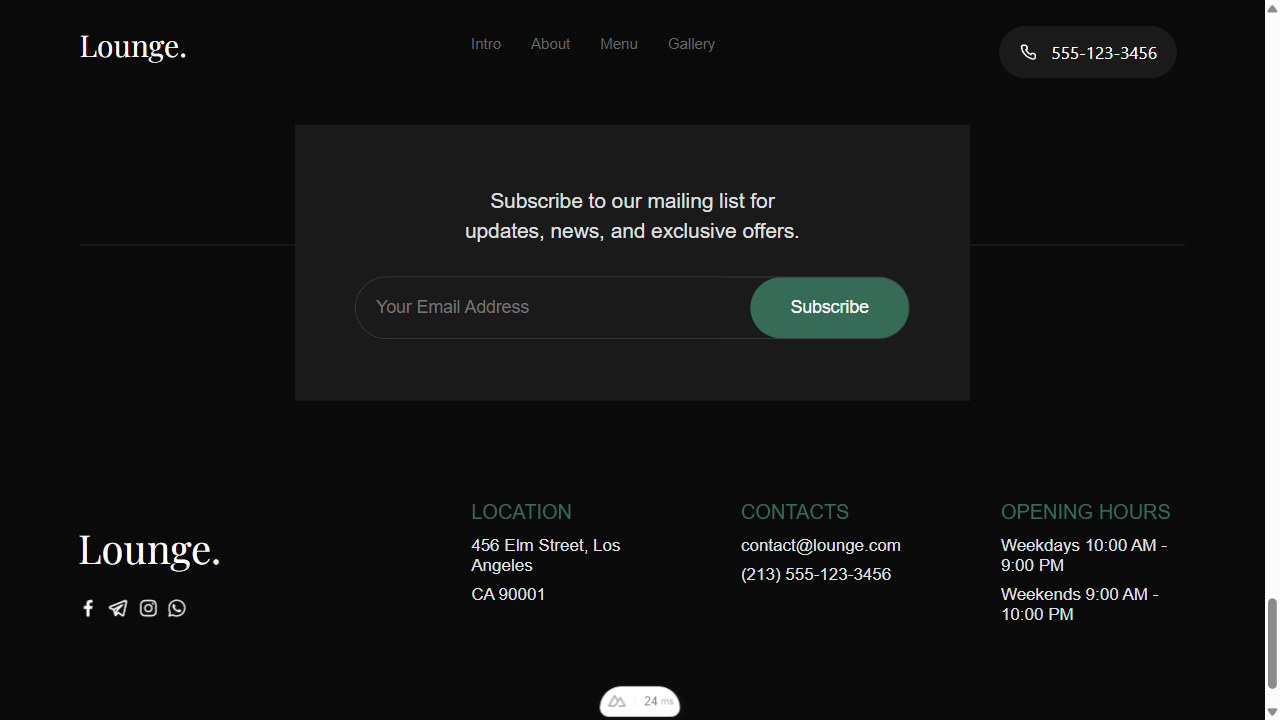 Lounge.
Intro
About
Menu
Gallery
555-123-3456
Subscribe to our mailing list for
updates, news, and exclusive offers.
Your Email Address
Subscribe
Lounge.
LOCATION
456 Elm Street, Los
Angeles
CA 90001
CONTACTS
contact@lounge.com
(213) 555-123-3456
OPENING HOURS
Weekdays 10:00 AM -
9:00 PM
Weekends 9:00 AM -
10:00 PM
24 ms